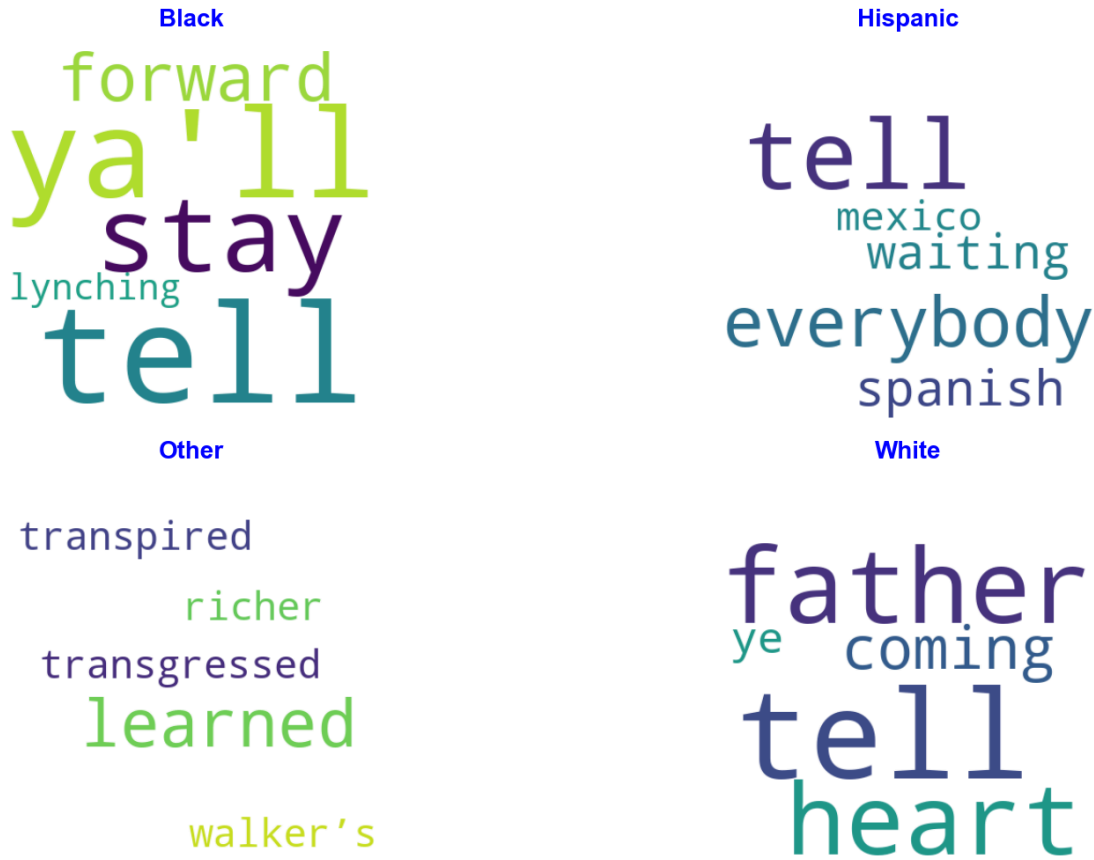 Black
forward
ya'll
stay
lynching
tell
Hispanic
tell
mexico
waiting
everybody
spanish
Other
transpired
richer
transgressed
learned
walker’s
White
father
ye
coming
tell
heart